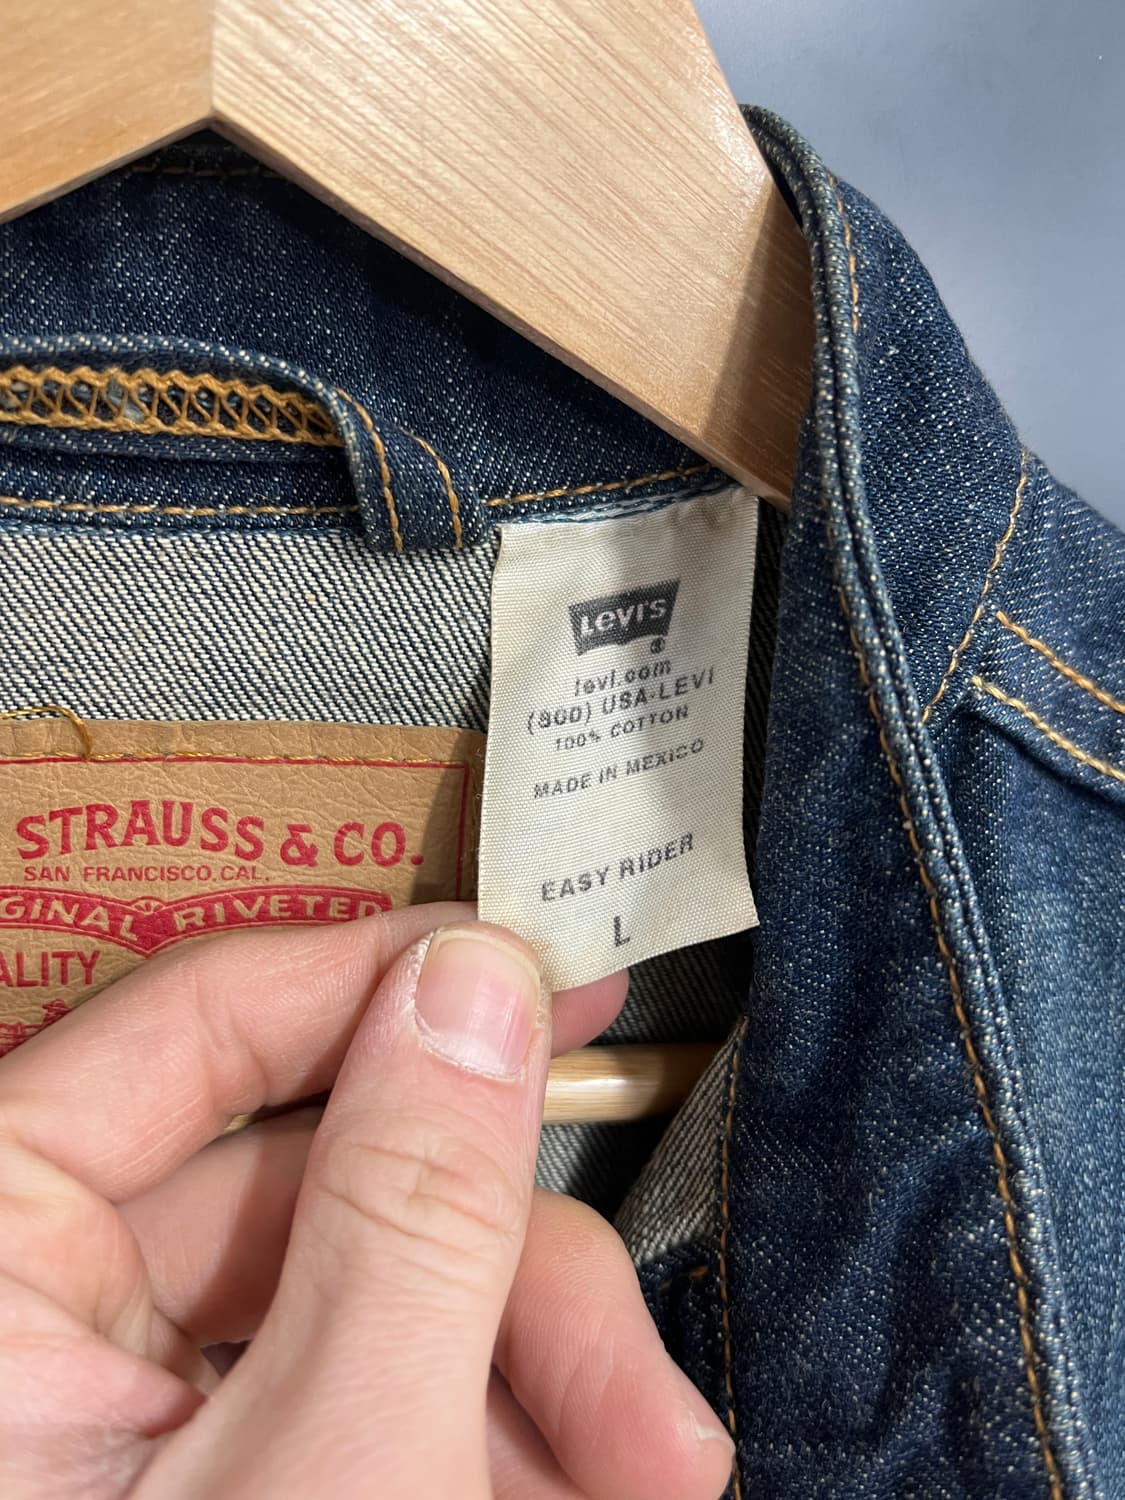 Levi's
®
levi.com
(800) USA-LEVI
100% COTTON
MADE IN MEXICO
EASY RIDER
L
STRAUSS & CO.
SAN FRANCISCO, CAL.
GINAL RIVETED
ALITY